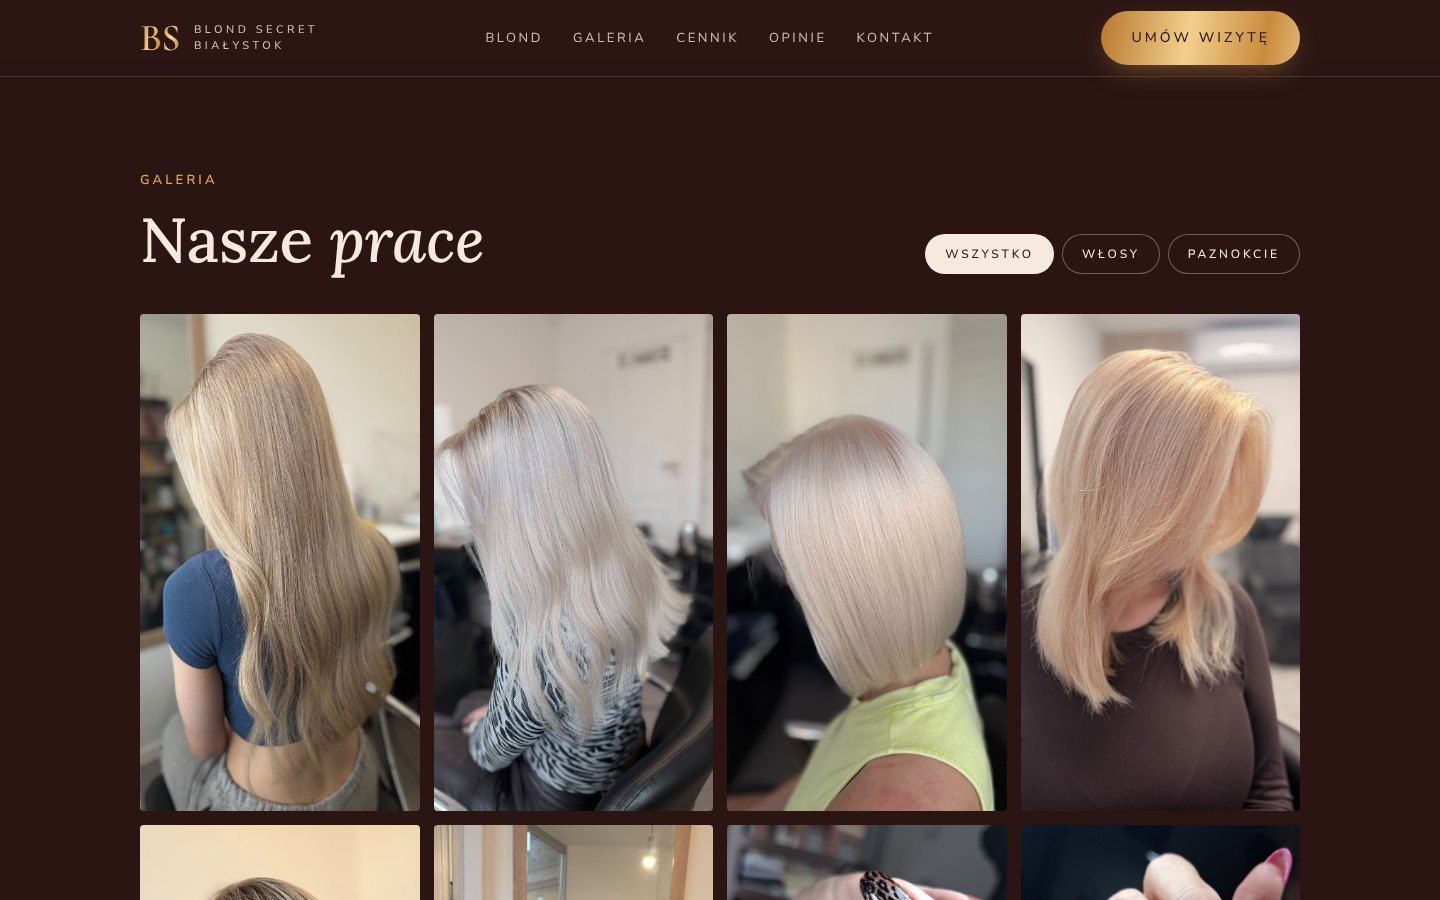 BS
BLOND SECRET
BIAŁYSTOK
BLOND GALERIA CENNIK OPINIE KONTAKT
UMÓW WIZYTĘ
GALERIA
Nasze prace
WSZYSTKO WŁOSY PAZNOKCIE